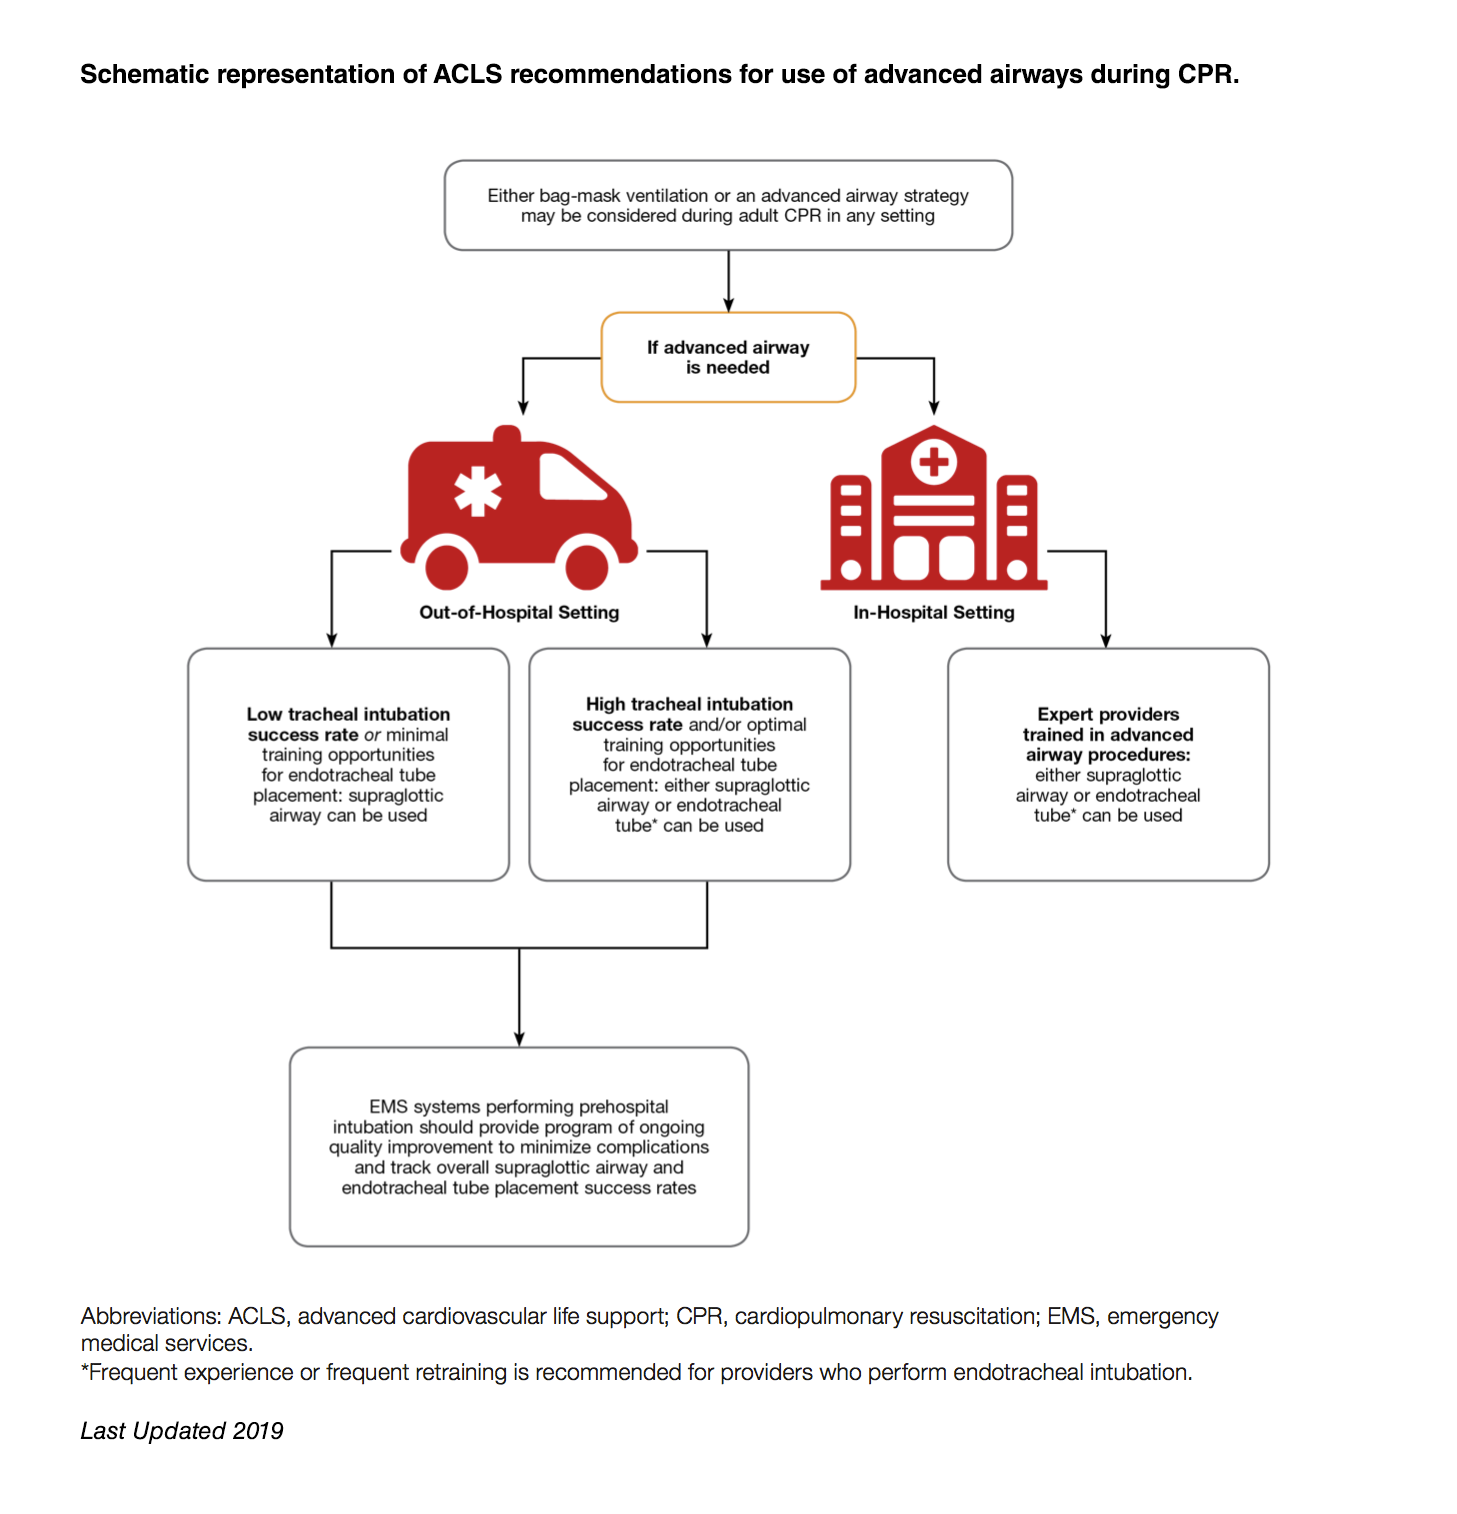 Schematic representation of ACLS recommendations for use of advanced airways during CPR.
Either bag-mask ventilation or an advanced airway strategy
may be considered during adult CPR in any setting
If advanced airway
is needed
Out-of-Hospital Setting
In-Hospital Setting
Low tracheal intubation
success rate or minimal
training opportunities
for endotracheal tube
placement: supraglottic
airway can be used
High tracheal intubation
success rate and/or optimal
training opportunities
for endotracheal tube
placement: either supraglottic
airway or endotracheal
tube* can be used
Expert providers
trained in advanced
airway procedures:
either supraglottic
airway or endotracheal
tube* can be used
EMS systems performing prehospital
intubation should provide program of ongoing
quality improvement to minimize complications
and track overall supraglottic airway and
endotracheal tube placement success rates
Abbreviations: ACLS, advanced cardiovascular life support; CPR, cardiopulmonary resuscitation; EMS, emergency
medical services.
*Frequent experience or frequent retraining is recommended for providers who perform endotracheal intubation.
Last Updated 2019